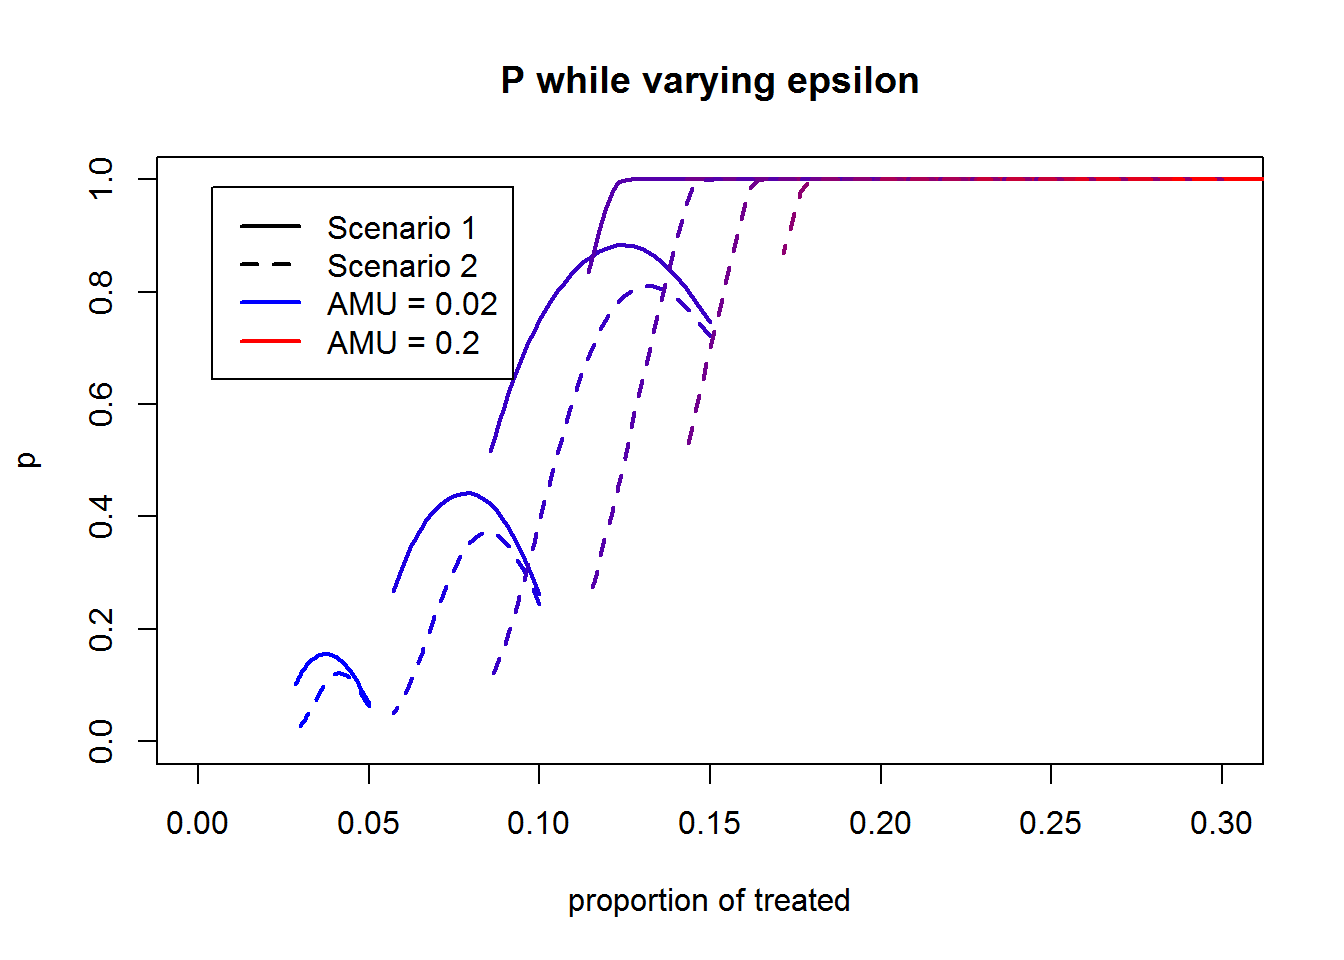 P while varying epsilon
1.0
0.8
0.6
0.4
0.2
0.0
p
Scenario 1
Scenario 2
AMU = 0.02
AMU = 0.2
0.00 0.05 0.10 0.15 0.20 0.25 0.30
proportion of treated